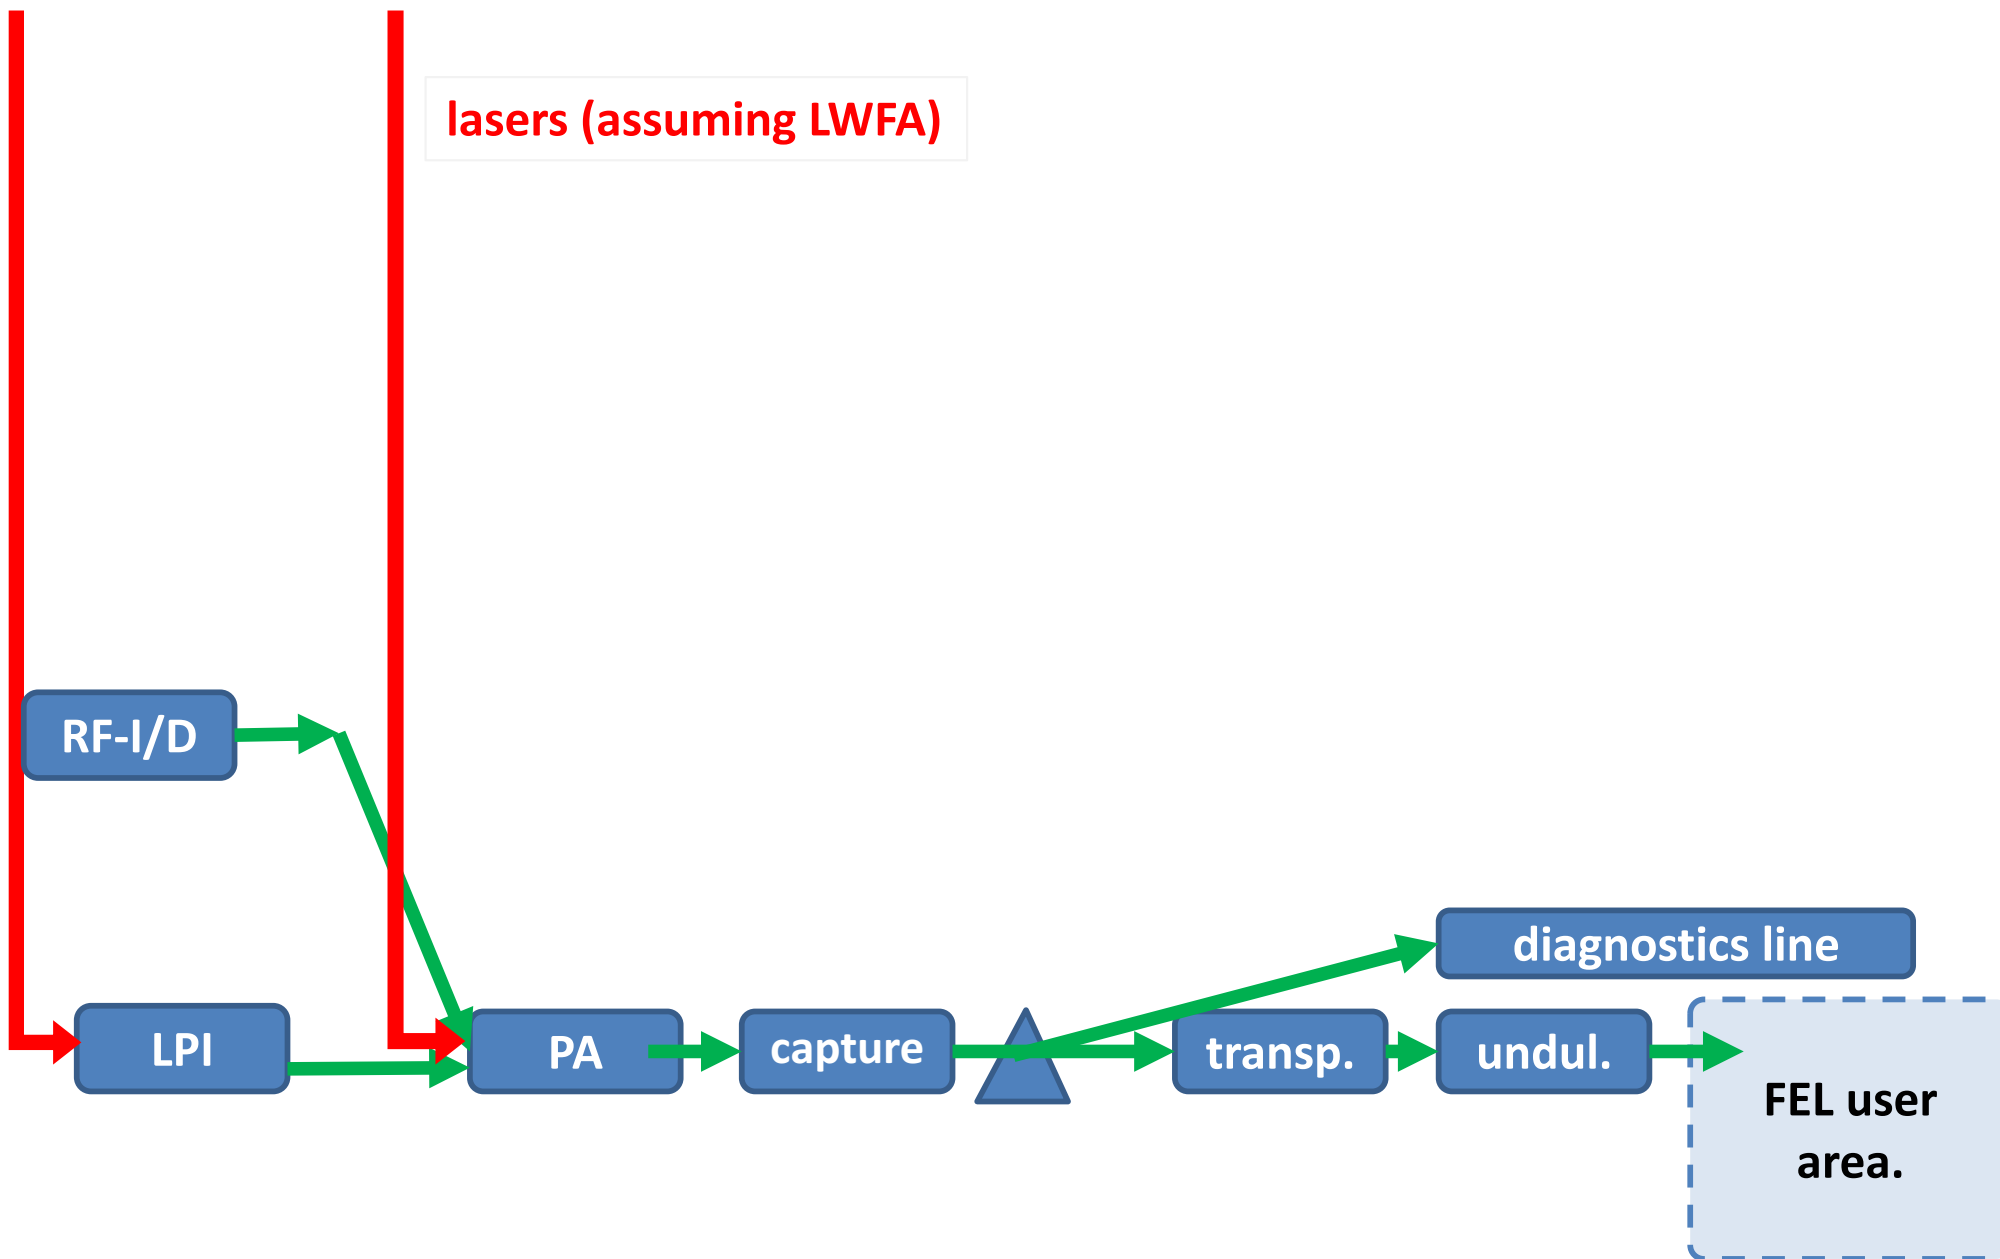 lasers (assuming LWFA)
RF-I/D
diagnostics line
LPI
PA
capture
transp.
undul.
FEL user
area.